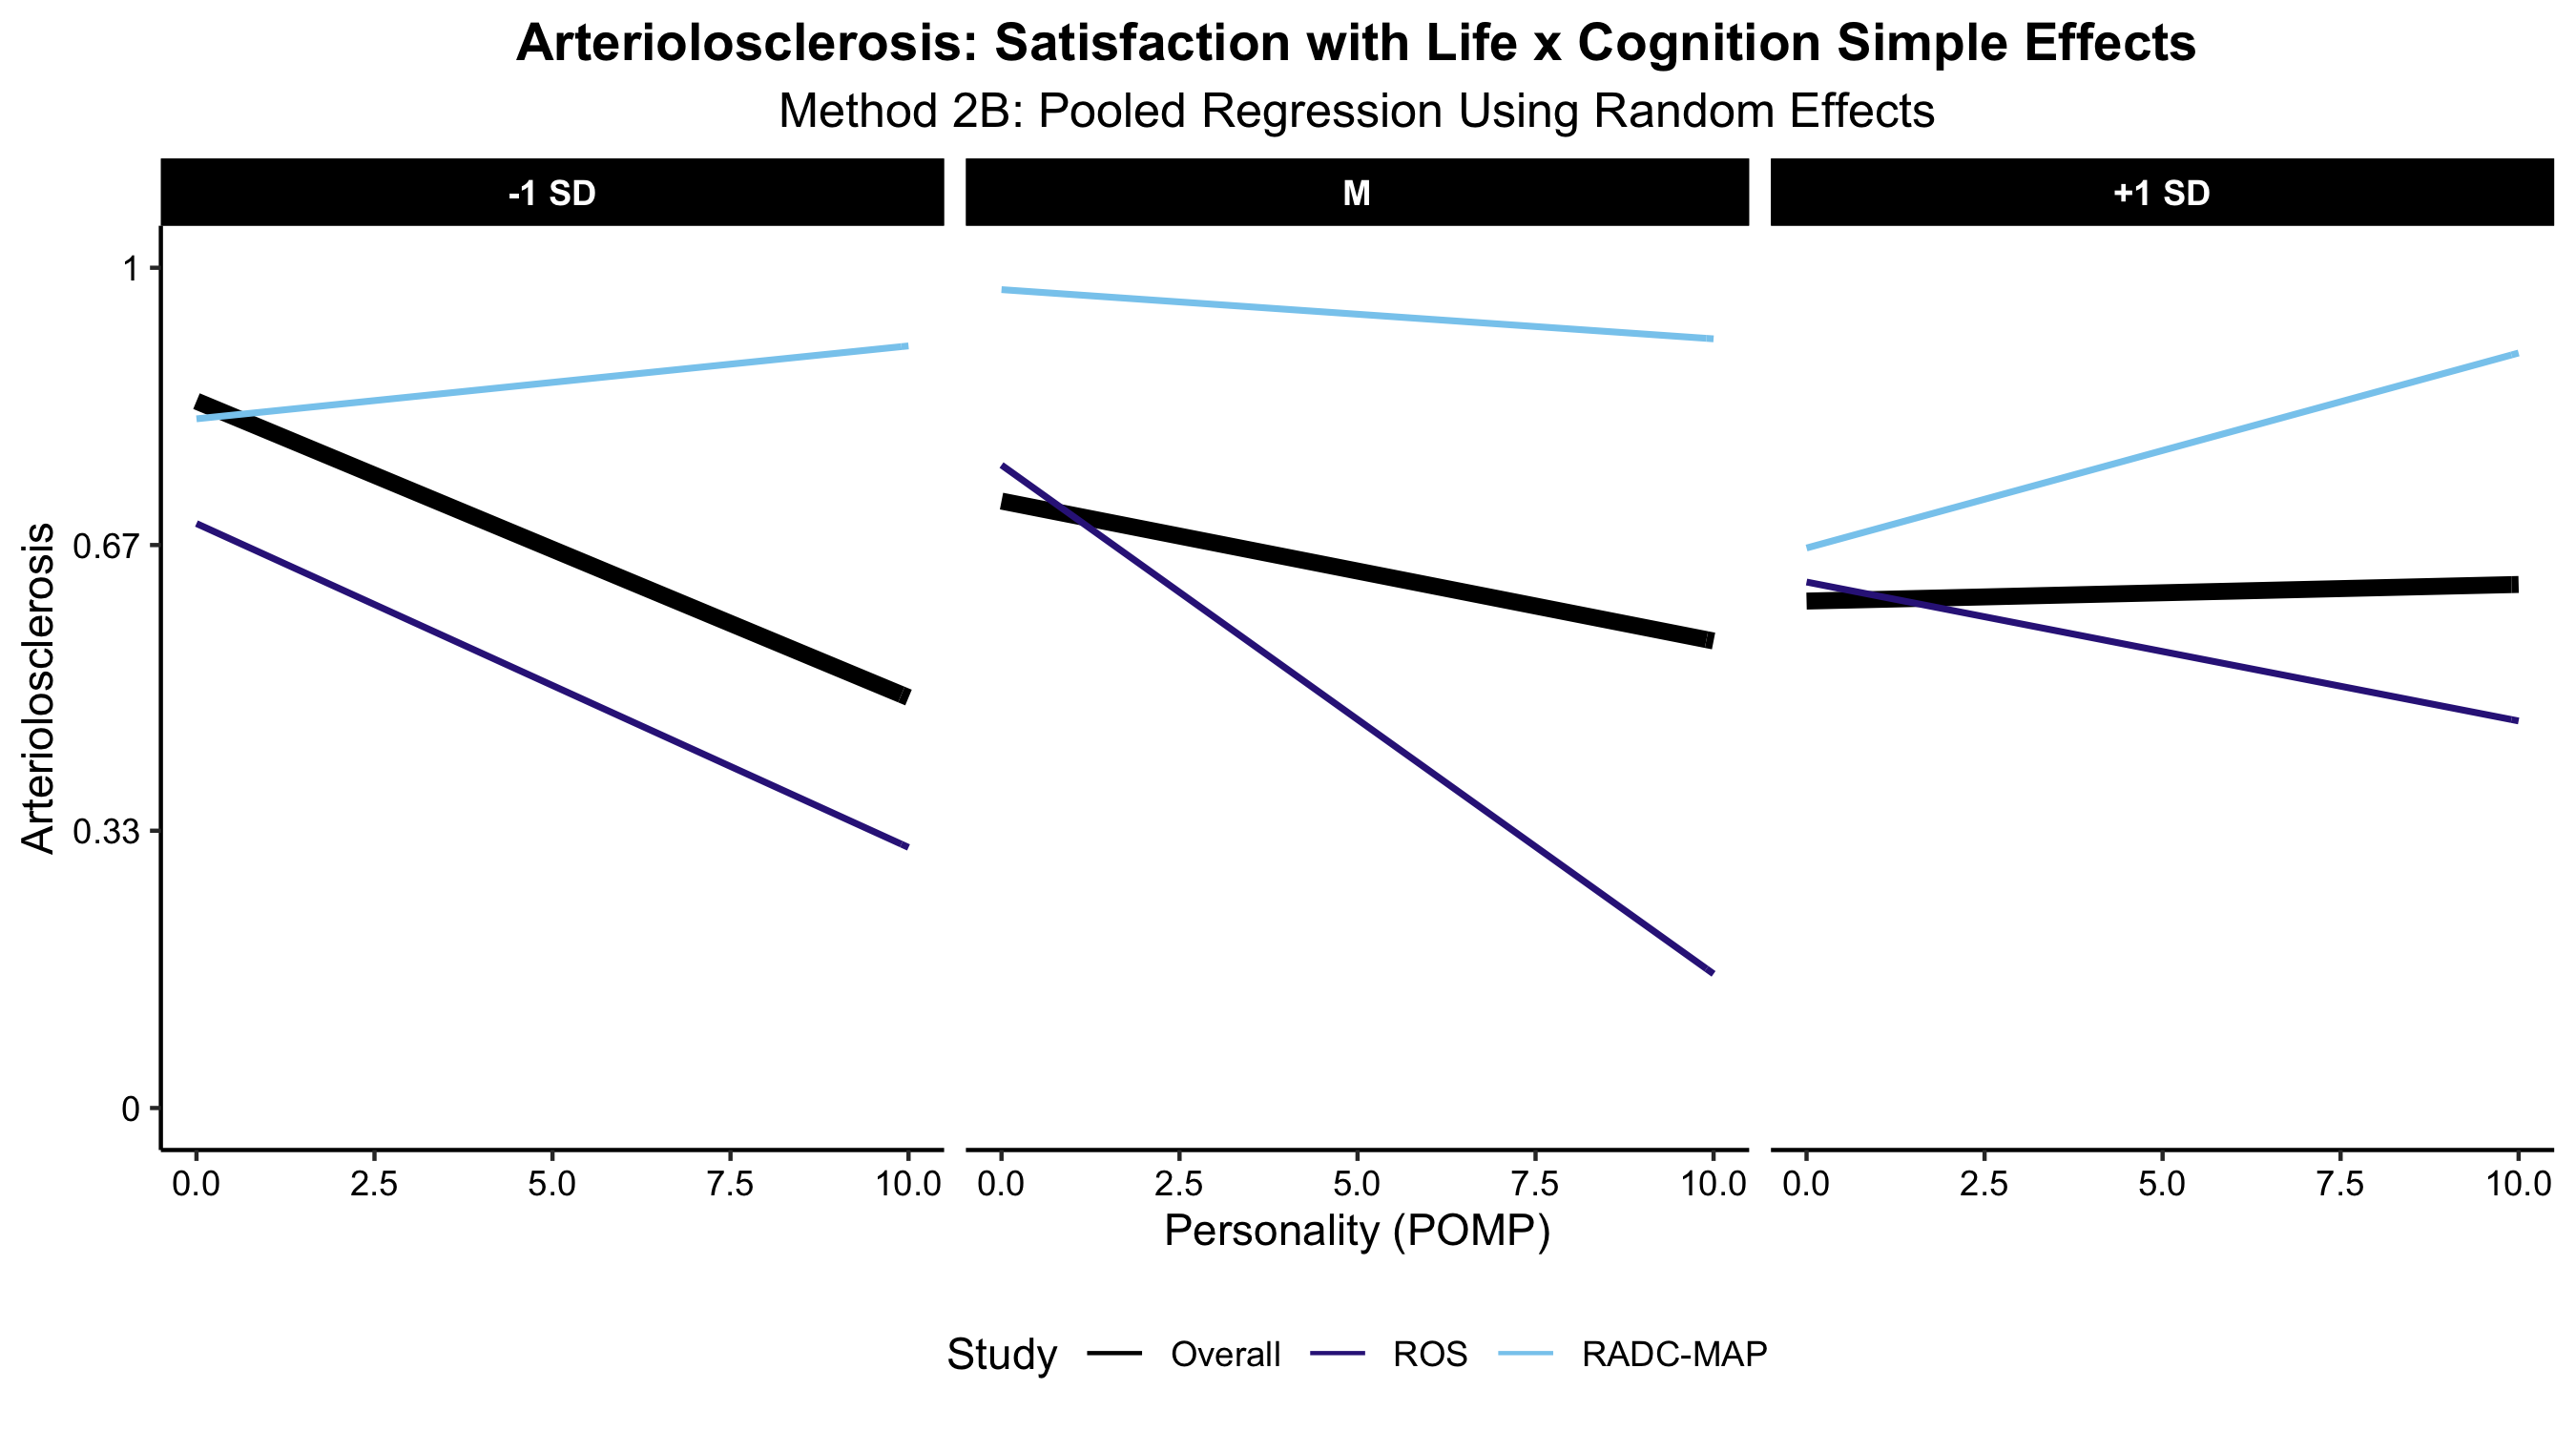 Arteriolosclerosis: Satisfaction with Life x Cognition Simple Effects
Method 2B: Pooled Regression Using Random Effects
-1 SD
M
+1 SD
Arteriolosclerosis
1
0.67
0.33
0
0.0 2.5 5.0 7.5 10.0 0.0 2.5 5.0 7.5 10.0 0.0 2.5 5.0 7.5 10.0
Personality (POMP)
Study Overall ROS RADC-MAP